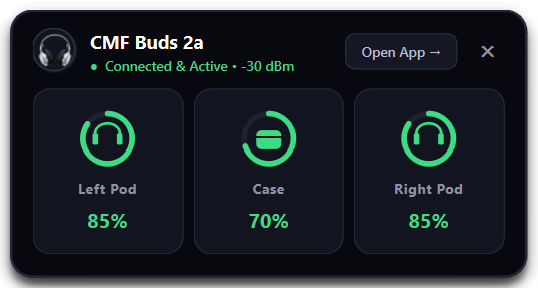 CMF Buds 2a
● Connected & Active • -30 dBm
Open App →
✕
Left Pod
85%
Case
70%
Right Pod
85%